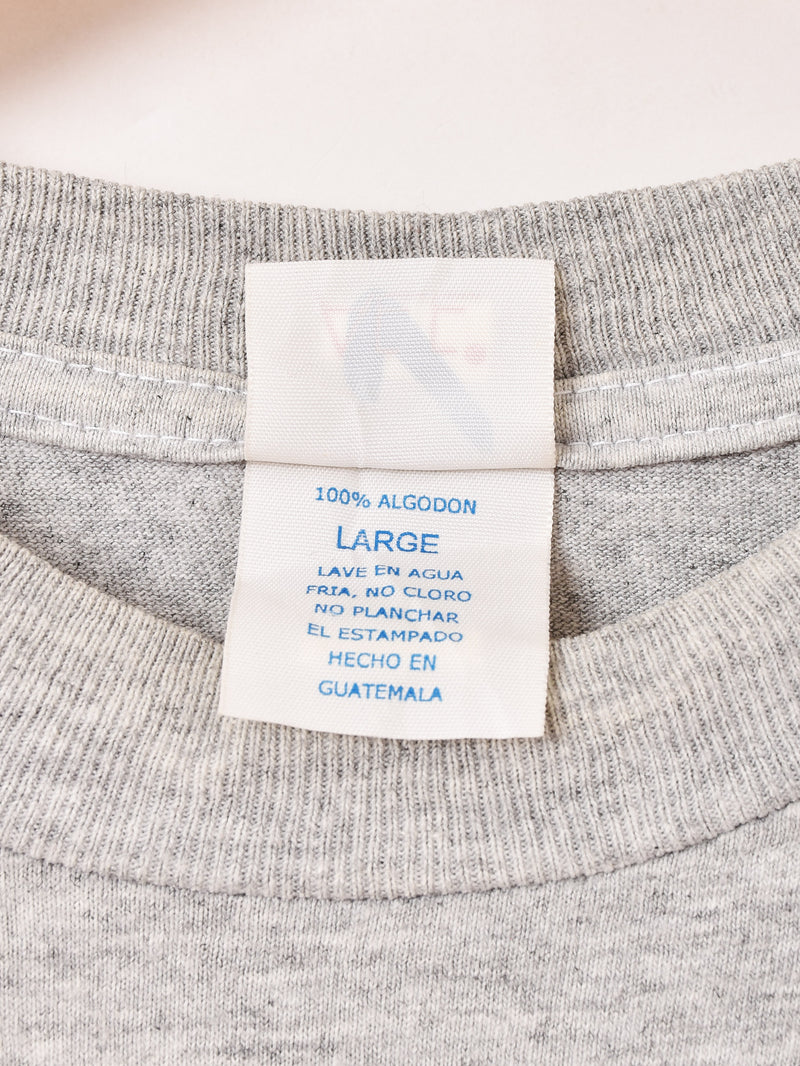 100% ALGODON
LARGE
LAVE EN AGUA
FRIA, NO CLORO
NO PLANCHAR
EL ESTAMPADO
HECHO EN
GUATEMALA